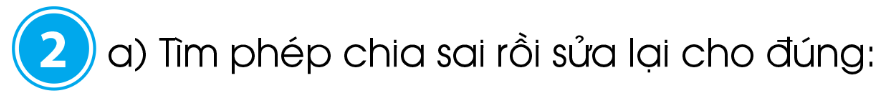 2 a) Tìm phép chia sai rồi sửa lại cho đúng: